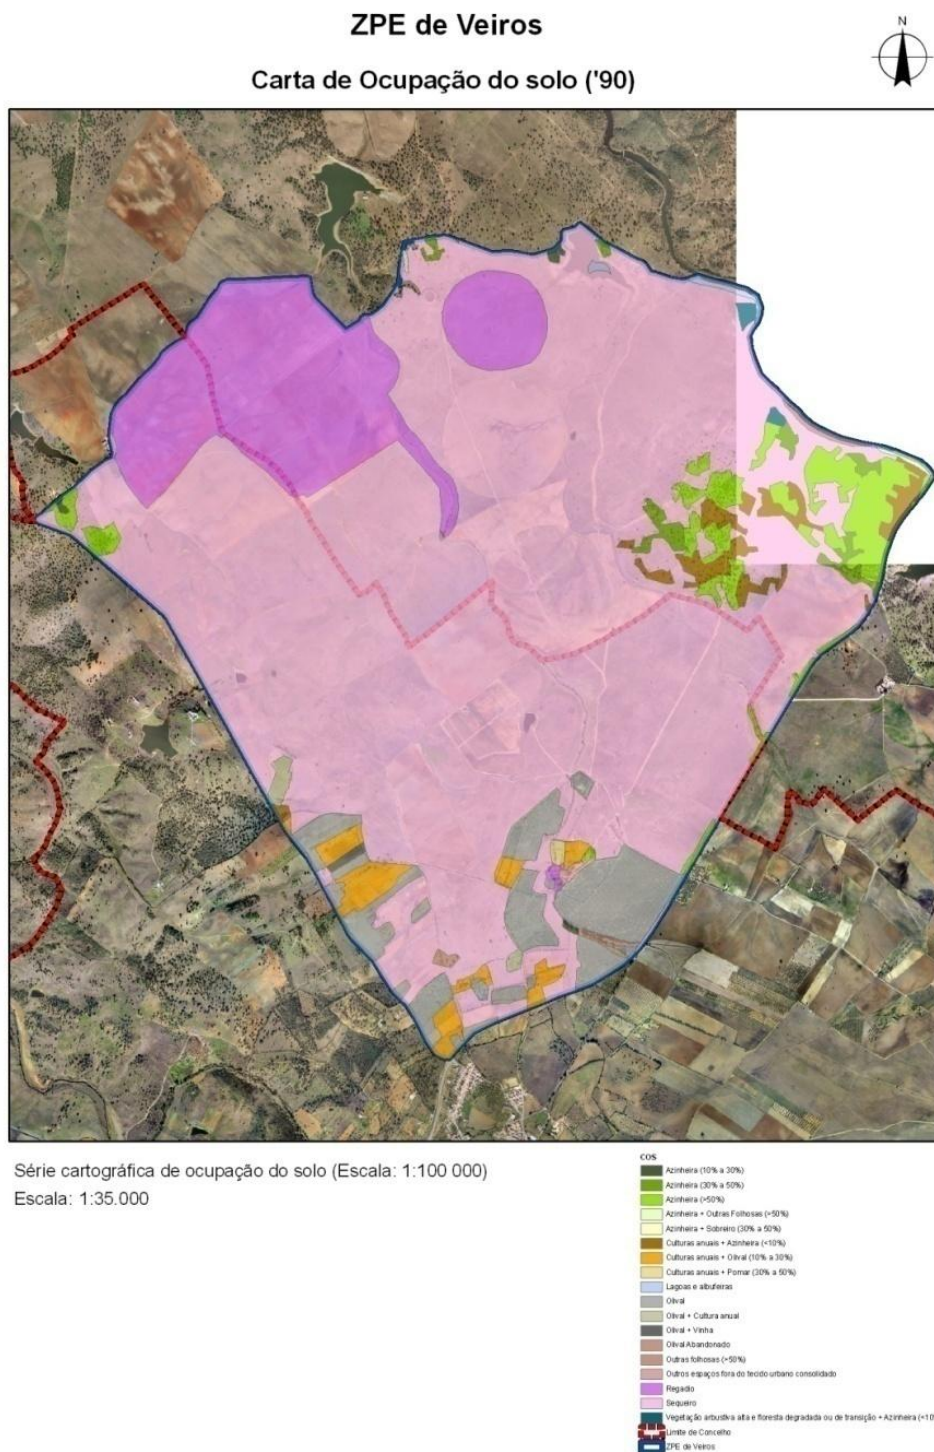 ZPE de Veiros
N
Carta de Ocupação do solo ('90)
Série cartográfica de ocupação do solo (Escala: 1:100 000)
Escala: 1:35.000
COS
Azinheira (10% a 30%)
Azinheira (30% a 50%)
Azinheira (>50%)
Azinheira + Outras Folhosas (>50%)
Azinheira + Sobreiro (30% a 50%)
Culturas anuais + Azinheira (<10%)
Culturas anuais + Olival (10% a 30%)
Culturas anuais + Pomar (30% a 50%)
Lagoas e albufeiras
Olival
Olival + Cultura anual
Olival + Vinha
Olival Abandonado
Outras folhosas (>50%)
Outros espaços fora do tecido urbano consolidado
Regadio
Sequeiro
Vegetação arbustiva alta e floresta degradada ou de transição + Azinheira (<10
Limite de Concelho
ZPE de Veiros